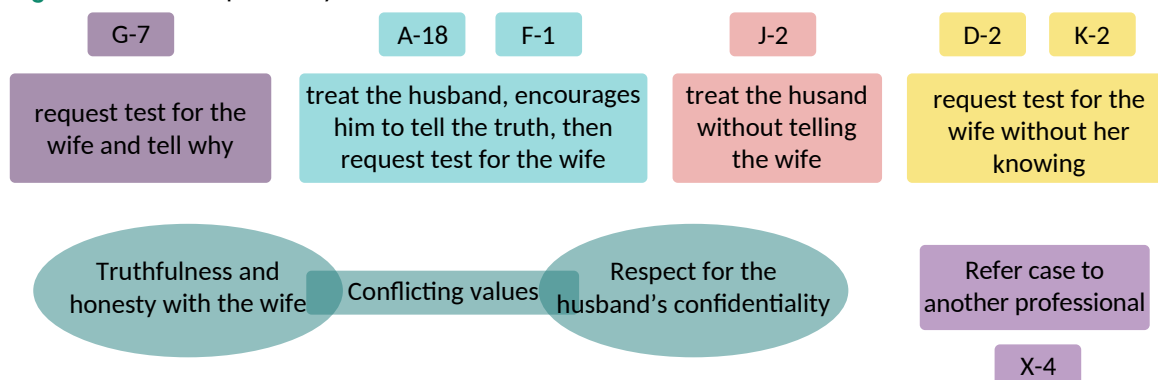 G-7
A-18
F-1
J-2
D-2
K-2
request test for the
wife and tell why
treat the husband, encourages
him to tell the truth, then
request test for the wife
treat the husand
without telling
the wife
request test for the
wife without her
knowing
Truthfulness and
honesty with the wife
Conflicting values
Respect for the
husband’s confidentiality
Refer case to
another professional
X-4